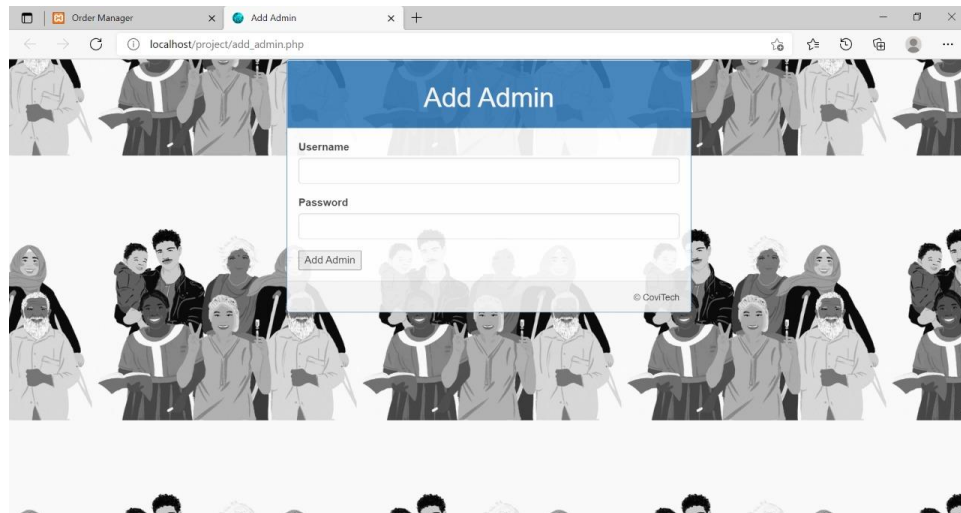 Order Manager
Add Admin
localhost/project/add_admin.php
Add Admin
Username
Password
Add Admin
© CoviTech